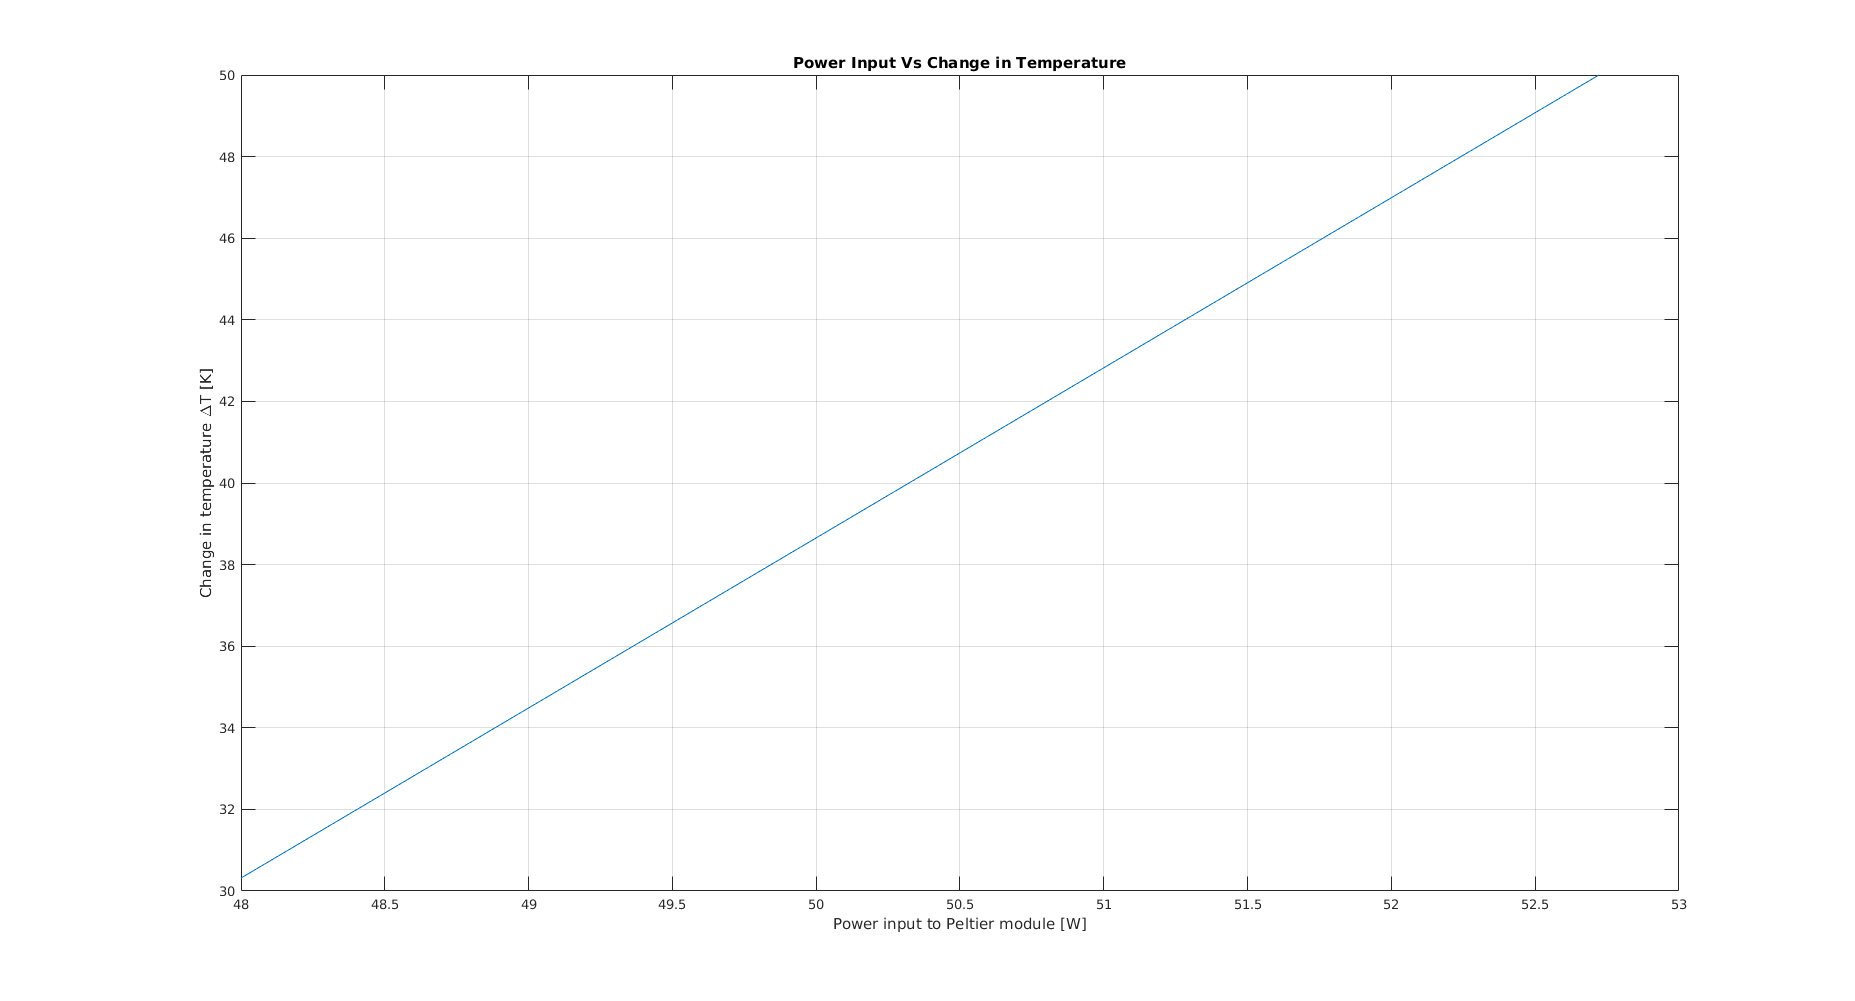 Power Input Vs Change in Temperature
50
48
46
44
42
40
38
36
34
32
30
Change in temperature ΔT [K]
48 48.5 49 49.5 50 50.5 51 51.5 52 52.5 53
Power input to Peltier module [W]